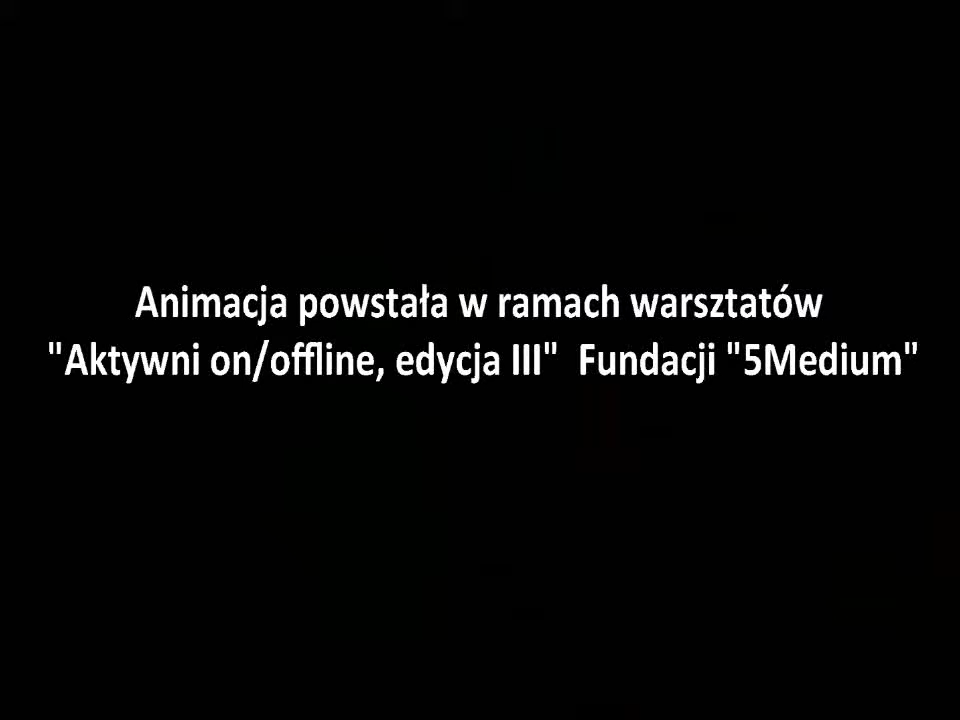 Animacja powstała w ramach warsztatów
"Aktywni on/offline, edycja III" Fundacji "5Medium"